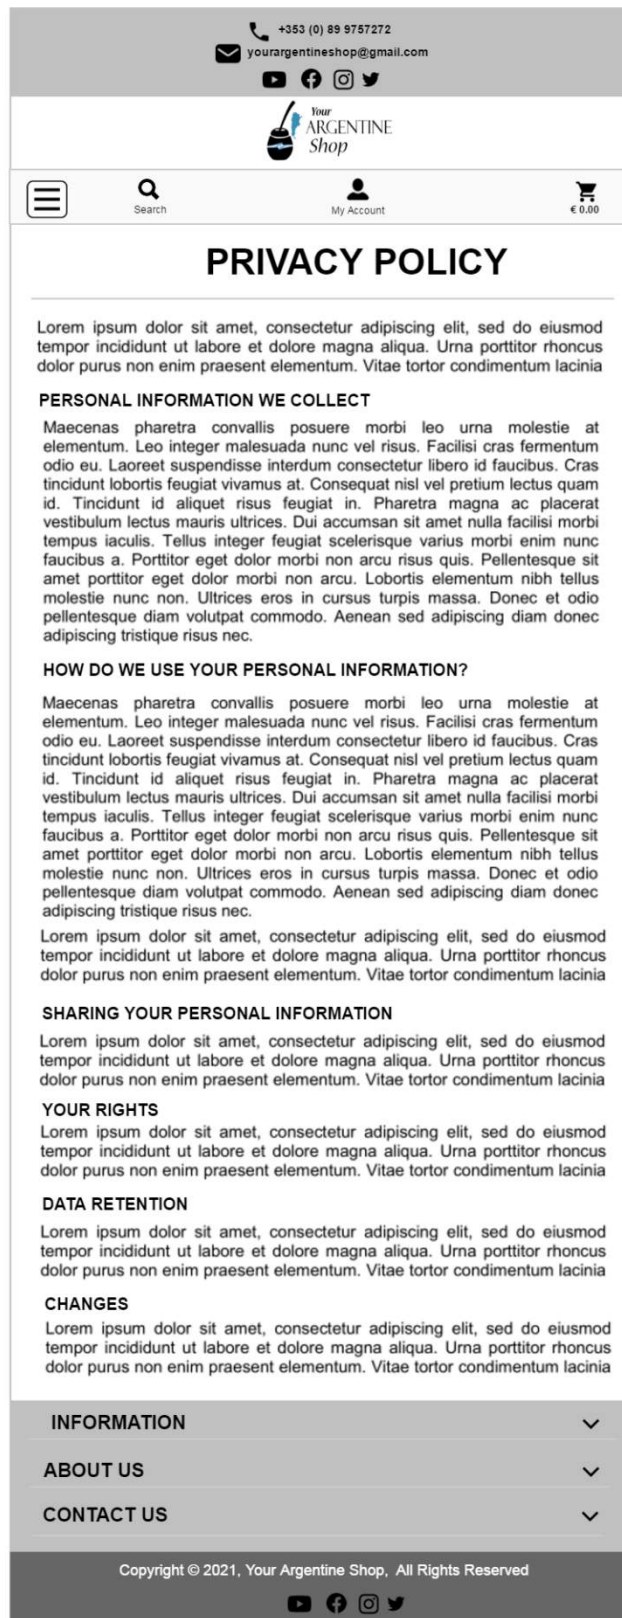 +353 (0) 89 9757272
yourargentineshop@gmail.com
Your
ARGENTINE
Shop
Search
My Account
€ 0.00
PRIVACY POLICY
Lorem ipsum dolor sit amet, consectetur adipiscing elit, sed do eiusmod
tempor incididunt ut labore et dolore magna aliqua. Urna porttitor rhoncus
dolor purus non enim praesent elementum. Vitae tortor condimentum lacinia
PERSONAL INFORMATION WE COLLECT
Maecenas pharetra convallis posuere morbi leo urna molestie at
elementum. Leo integer malesuada nunc vel risus. Facilisi cras fermentum
odio eu. Laoreet suspendisse interdum consectetur libero id faucibus. Cras
tincidunt lobortis feugiat vivamus at. Consequat nisl vel pretium lectus quam
id. Tincidunt id aliquet risus feugiat in. Pharetra magna ac placerat
vestibulum lectus mauris ultrices. Dui accumsan sit amet nulla facilisi morbi
tempus iaculis. Tellus integer feugiat scelerisque varius morbi enim nunc
faucibus a. Porttitor eget dolor morbi non arcu risus quis. Pellentesque sit
amet porttitor eget dolor morbi non arcu. Lobortis elementum nibh tellus
molestie nunc non. Ultrices eros in cursus turpis massa. Donec et odio
pellentesque diam volutpat commodo. Aenean sed adipiscing diam donec
adipiscing tristique risus nec.
HOW DO WE USE YOUR PERSONAL INFORMATION?
Maecenas pharetra convallis posuere morbi leo urna molestie at
elementum. Leo integer malesuada nunc vel risus. Facilisi cras fermentum
odio eu. Laoreet suspendisse interdum consectetur libero id faucibus. Cras
tincidunt lobortis feugiat vivamus at. Consequat nisl vel pretium lectus quam
id. Tincidunt id aliquet risus feugiat in. Pharetra magna ac placerat
vestibulum lectus mauris ultrices. Dui accumsan sit amet nulla facilisi morbi
tempus iaculis. Tellus integer feugiat scelerisque varius morbi enim nunc
faucibus a. Porttitor eget dolor morbi non arcu risus quis. Pellentesque sit
amet porttitor eget dolor morbi non arcu. Lobortis elementum nibh tellus
molestie nunc non. Ultrices eros in cursus turpis massa. Donec et odio
pellentesque diam volutpat commodo. Aenean sed adipiscing diam donec
adipiscing tristique risus nec.
Lorem ipsum dolor sit amet, consectetur adipiscing elit, sed do eiusmod
tempor incididunt ut labore et dolore magna aliqua. Urna porttitor rhoncus
dolor purus non enim praesent elementum. Vitae tortor condimentum lacinia
SHARING YOUR PERSONAL INFORMATION
Lorem ipsum dolor sit amet, consectetur adipiscing elit, sed do eiusmod
tempor incididunt ut labore et dolore magna aliqua. Urna porttitor rhoncus
dolor purus non enim praesent elementum. Vitae tortor condimentum lacinia
YOUR RIGHTS
Lorem ipsum dolor sit amet, consectetur adipiscing elit, sed do eiusmod
tempor incididunt ut labore et dolore magna aliqua. Urna porttitor rhoncus
dolor purus non enim praesent elementum. Vitae tortor condimentum lacinia
DATA RETENTION
Lorem ipsum dolor sit amet, consectetur adipiscing elit, sed do eiusmod
tempor incididunt ut labore et dolore magna aliqua. Urna porttitor rhoncus
dolor purus non enim praesent elementum. Vitae tortor condimentum lacinia
CHANGES
Lorem ipsum dolor sit amet, consectetur adipiscing elit, sed do eiusmod
tempor incididunt ut labore et dolore magna aliqua. Urna porttitor rhoncus
dolor purus non enim praesent elementum. Vitae tortor condimentum lacinia
INFORMATION
ABOUT US
CONTACT US
Copyright © 2021, Your Argentine Shop, All Rights Reserved